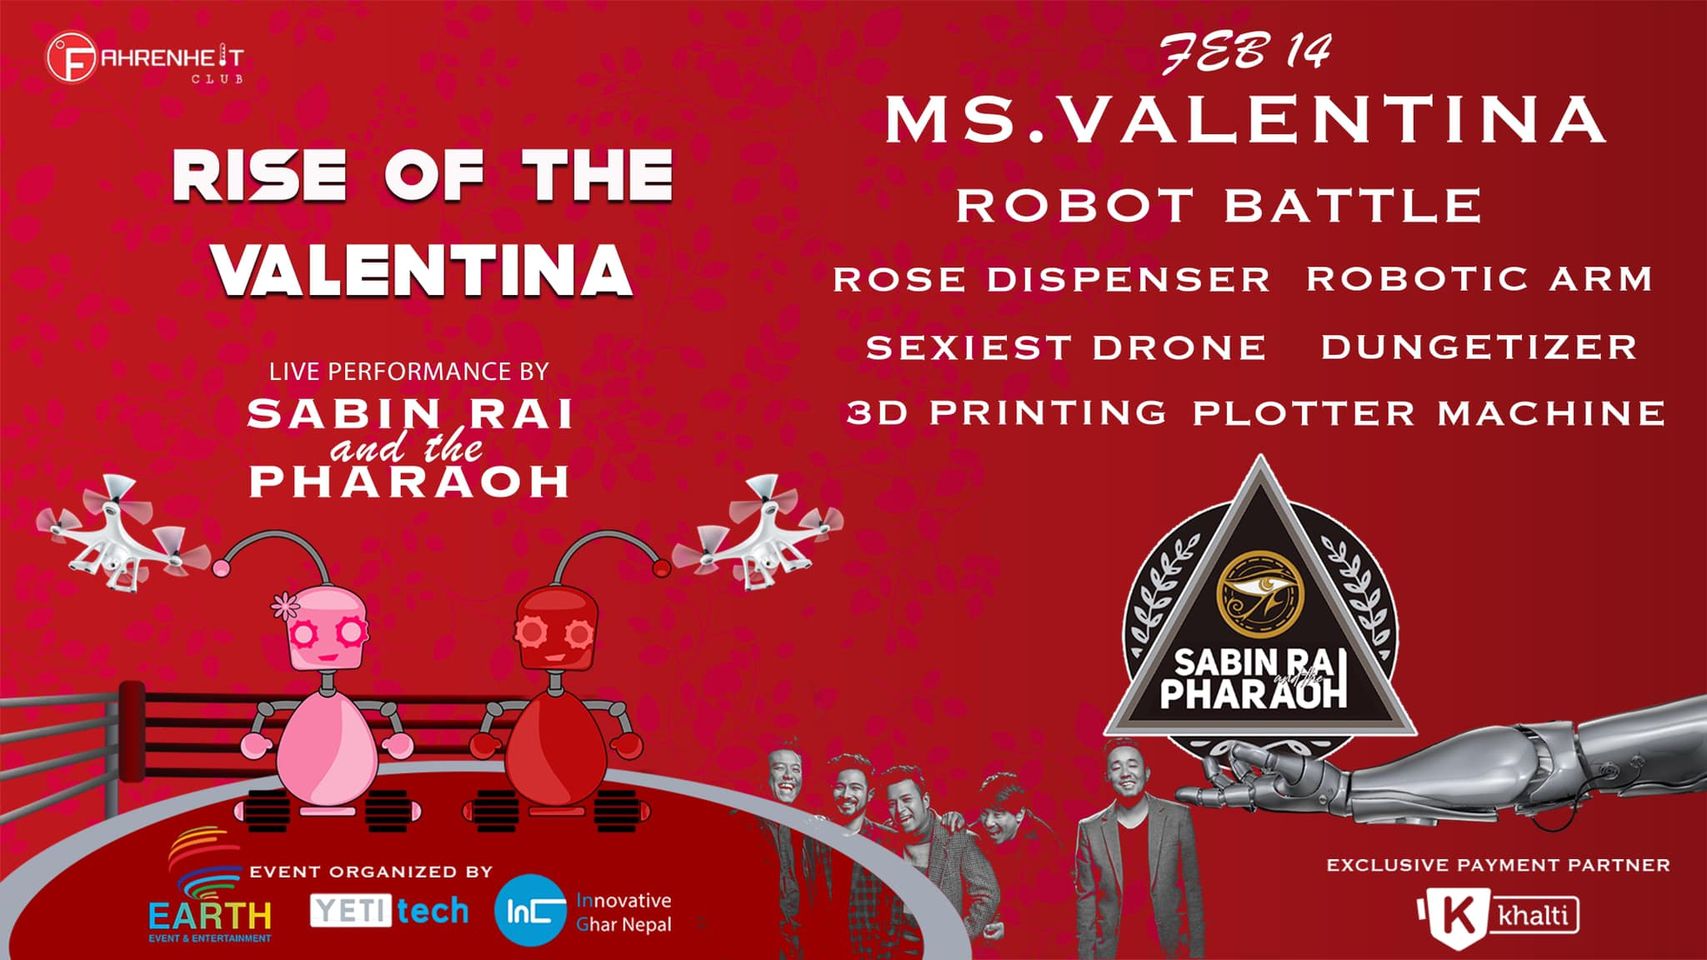 FAHRENHEIT
CLUB
RISE OF THE
VALENTINA
LIVE PERFORMANCE BY
SABIN RAI
and the
PHARAOH
FEB 14
MS.VALENTINA
ROBOT BATTLE
ROSE DISPENSER ROBOTIC ARM
SEXIEST DRONE DUNGETIZER
3D PRINTING PLOTTER MACHINE
SABIN RAI
and the
PHARAOH
EVENT ORGANIZED BY
EARTH
EVENT & ENTERTAINMENT
YETI tech
InC
Innovative
Ghar Nepal
EXCLUSIVE PAYMENT PARTNER
K khalti